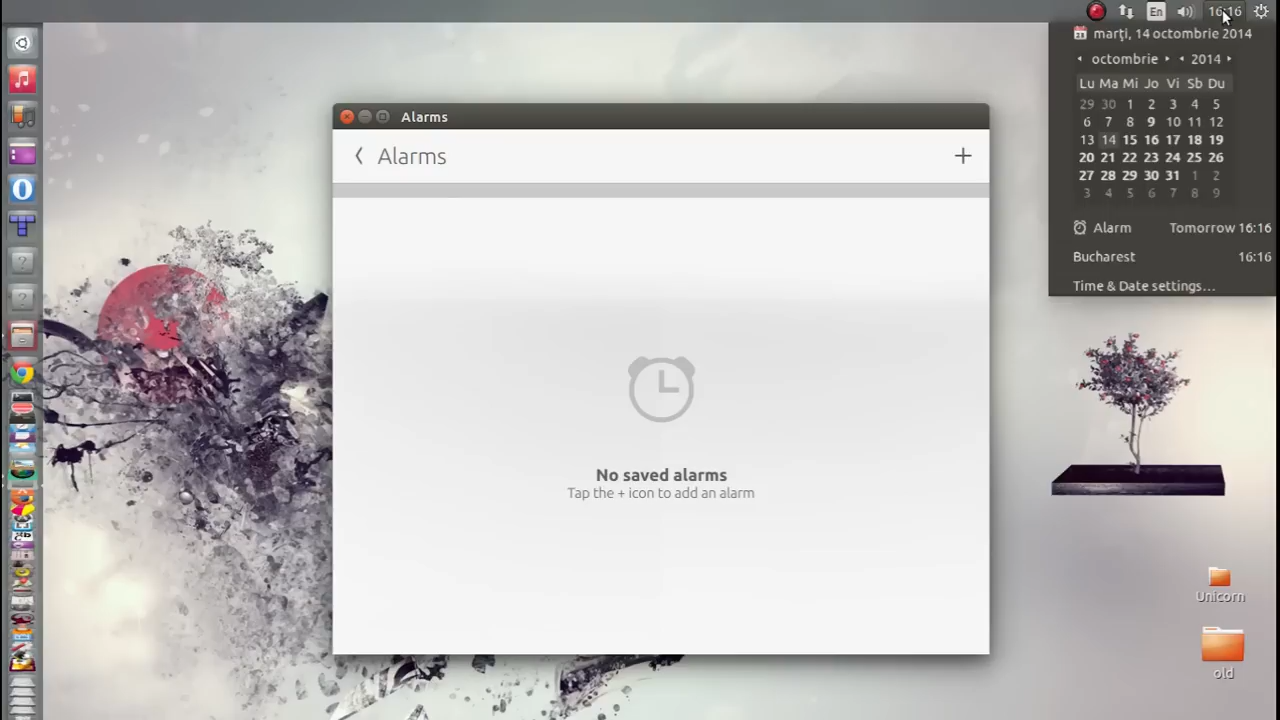 En
16:16
marţi, 14 octombrie 2014
octombrie 2014
Lu Ma Mi Jo Vi Sb Du
29 30 1 2 3 4 5
6 7 8 9 10 11 12
13 14 15 16 17 18 19
20 21 22 23 24 25 26
27 28 29 30 31 1 2
3 4 5 6 7 8 9
Alarm Tomorrow 16:16
Bucharest 16:16
Time & Date settings...
Alarms
Alarms
No saved alarms
Tap the + icon to add an alarm
Unicorn
old